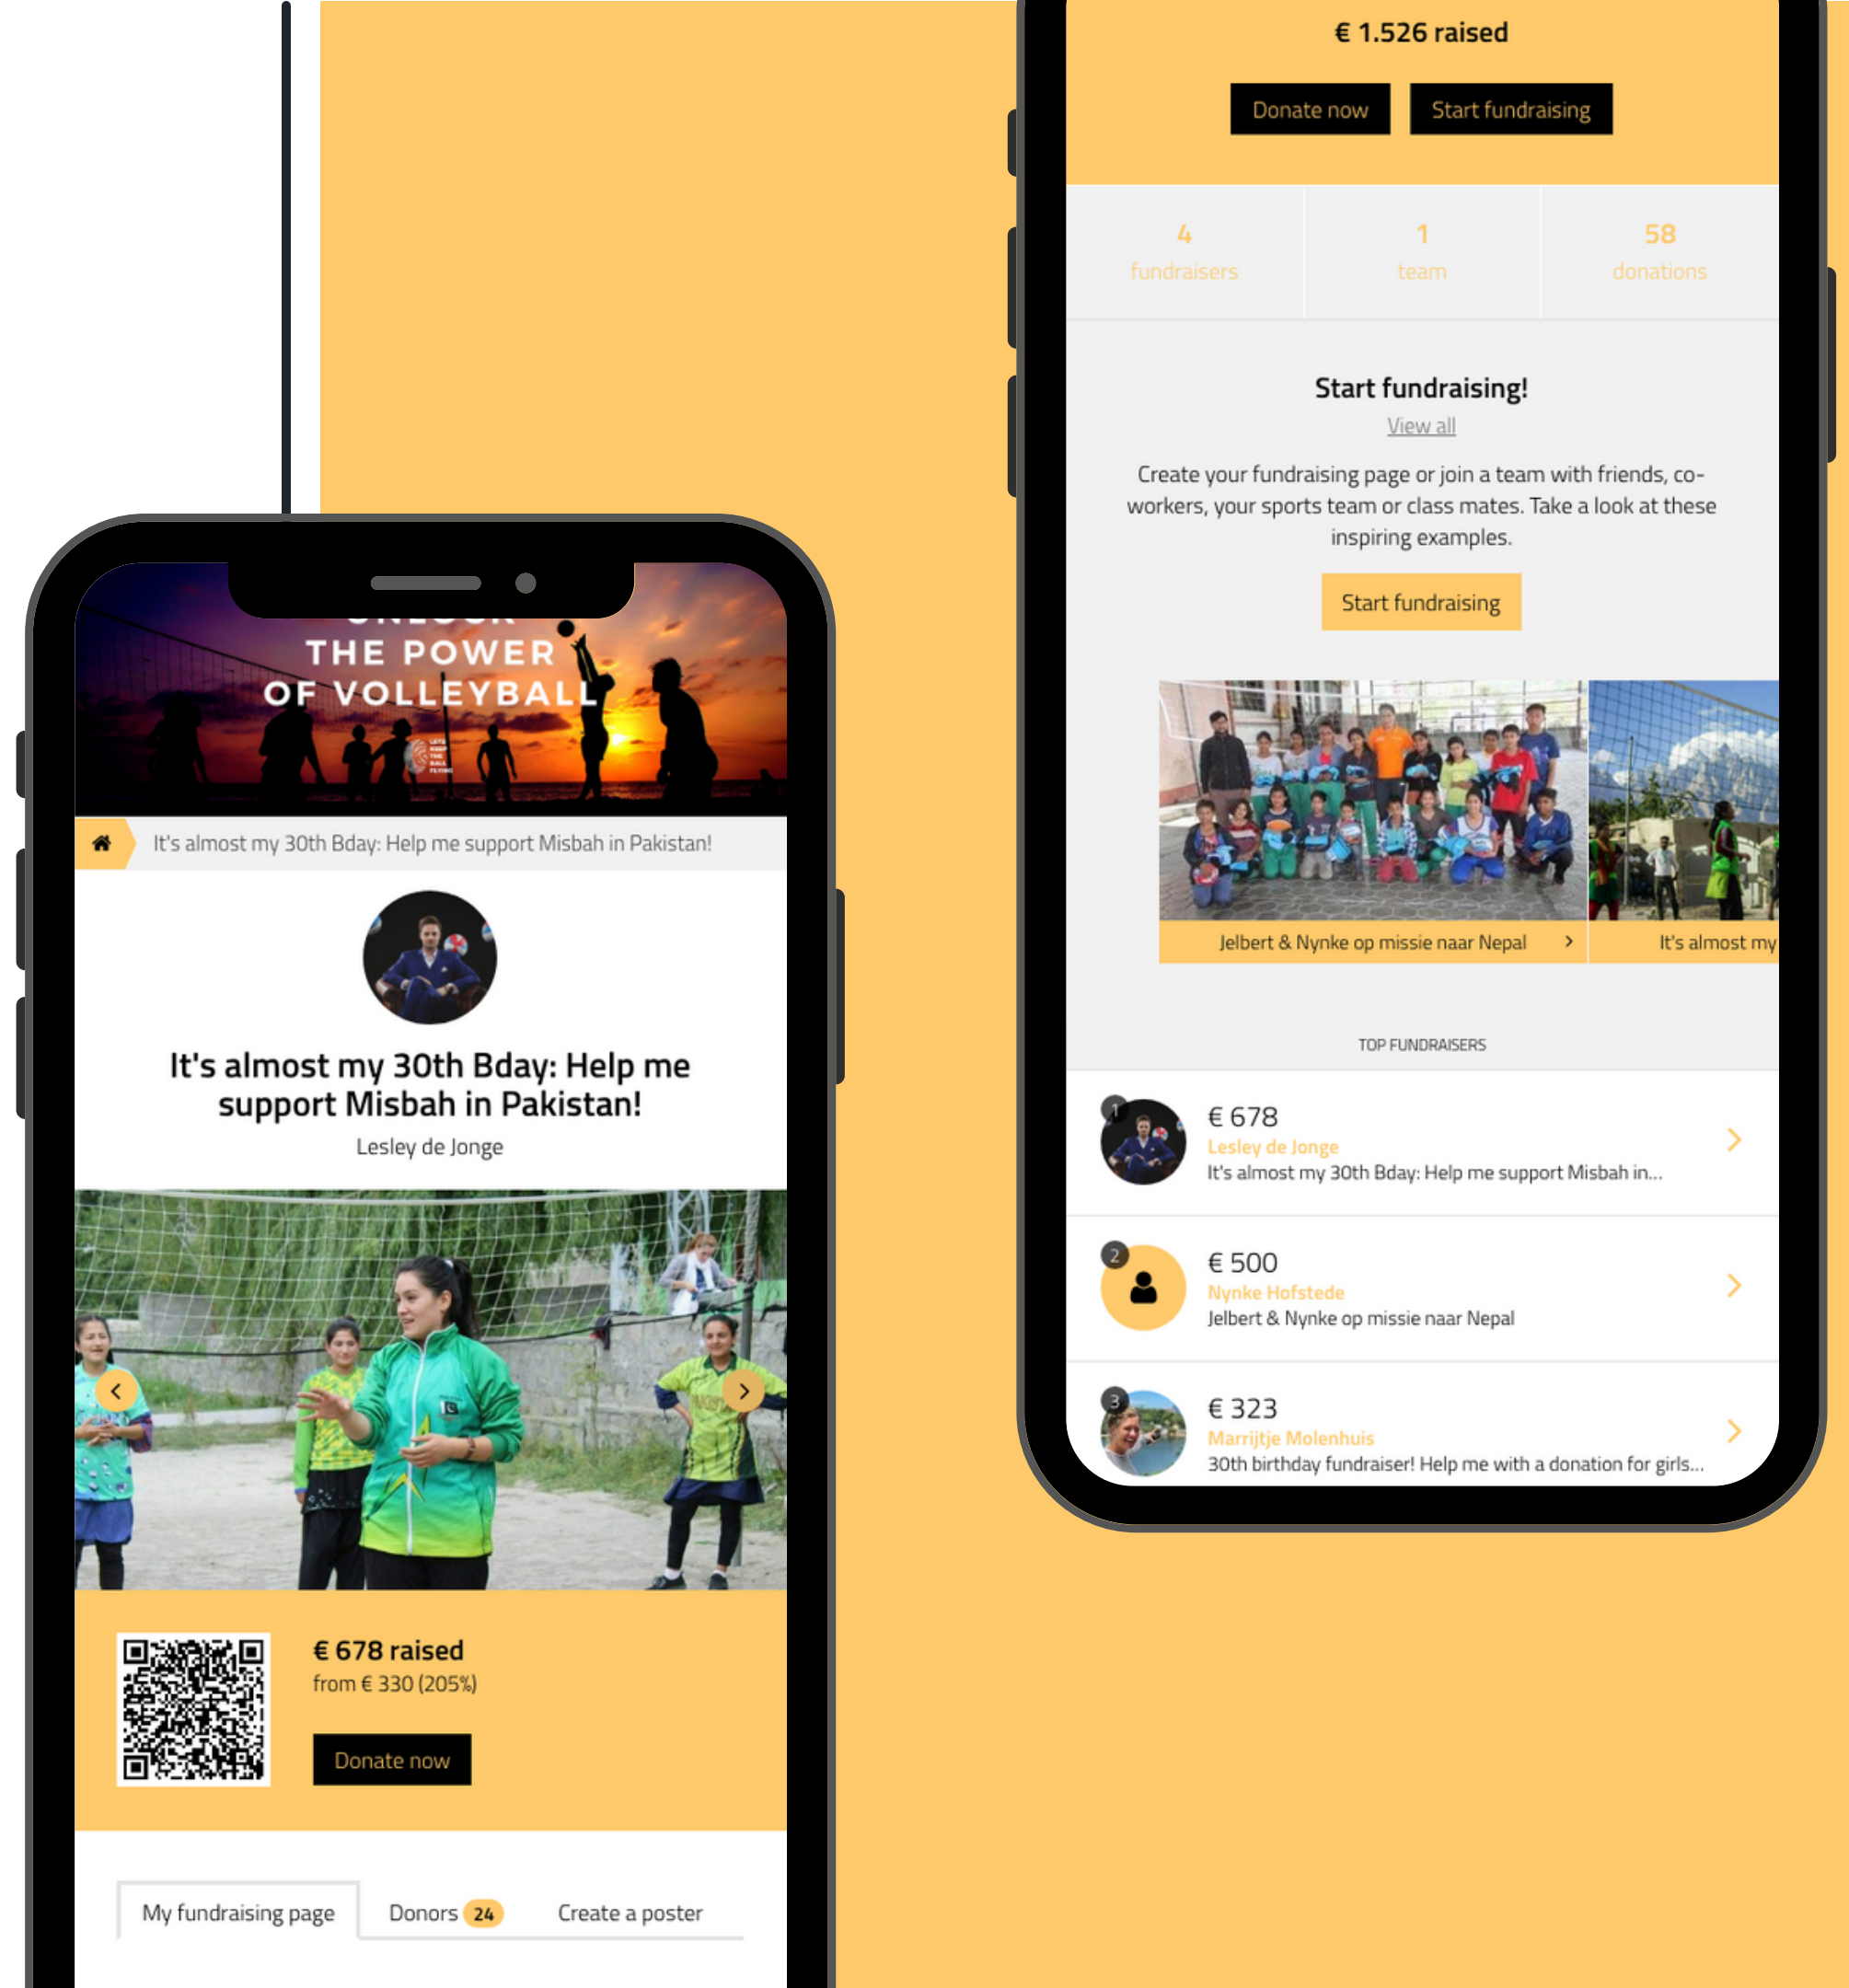 THE POWER
OF VOLLEYBALL
LETS
KEEP
THE
BALL
FLYING
It's almost my 30th Bday: Help me support Misbah in Pakistan!
It's almost my 30th Bday: Help me
support Misbah in Pakistan!
Lesley de Jonge
€ 678 raised
from € 330 (205%)
Donate now
My fundraising page
Donors 24
Create a poster
€ 1.526 raised
Donate now
Start fundraising
4
fundraisers
1
team
58
donations
Start fundraising!
View all
Create your fundraising page or join a team with friends, co-
workers, your sports team or class mates. Take a look at these
inspiring examples.
Start fundraising
Jelbert & Nynke op missie naar Nepal
It's almost my
TOP FUNDRAISERS
1
€ 678
Lesley de Jonge
It's almost my 30th Bday: Help me support Misbah in...
2
€ 500
Nynke Hofstede
Jelbert & Nynke op missie naar Nepal
3
€ 323
Marrijtje Molenhuis
30th birthday fundraiser! Help me with a donation for girls...